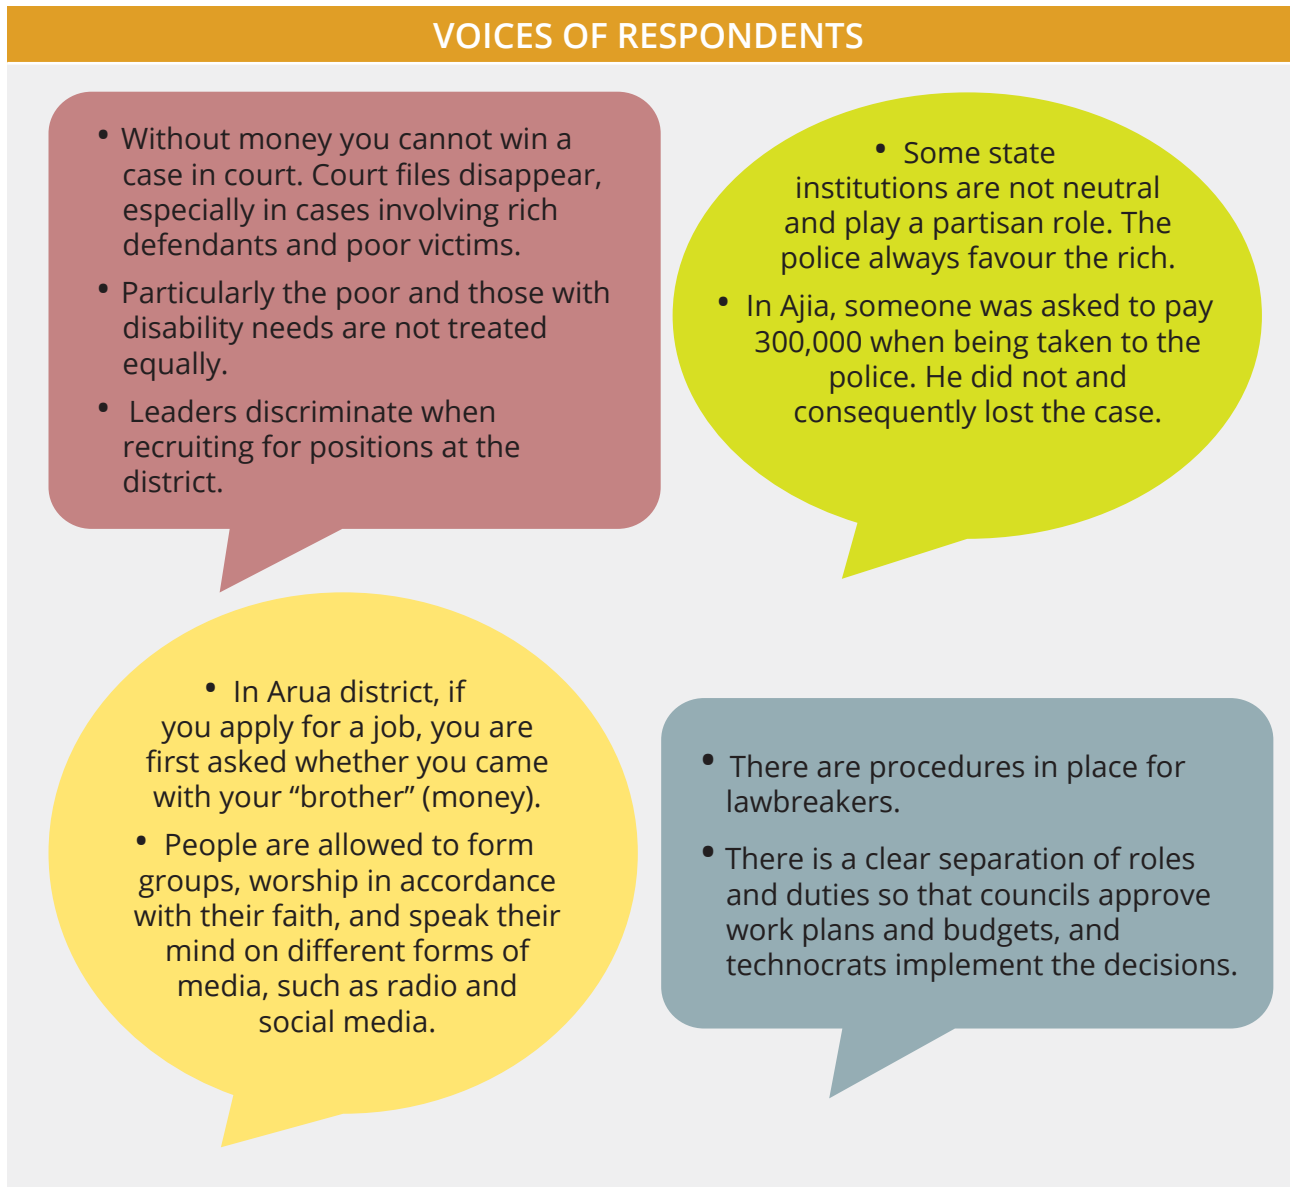 VOICES OF RESPONDENTS
• Without money you cannot win a
case in court. Court files disappear,
especially in cases involving rich
defendants and poor victims.
• Particularly the poor and those with
disability needs are not treated
equally.
• Leaders discriminate when
recruiting for positions at the
district.
• Some state
institutions are not neutral
and play a partisan role. The
police always favour the rich.
• In Ajia, someone was asked to pay
300,000 when being taken to the
police. He did not and
consequently lost the case.
• In Arua district, if
you apply for a job, you are
first asked whether you came
with your “brother” (money).
• People are allowed to form
groups, worship in accordance
with their faith, and speak their
mind on different forms of
media, such as radio and
social media.
• There are procedures in place for
lawbreakers.
• There is a clear separation of roles
and duties so that councils approve
work plans and budgets, and
technocrats implement the decisions.